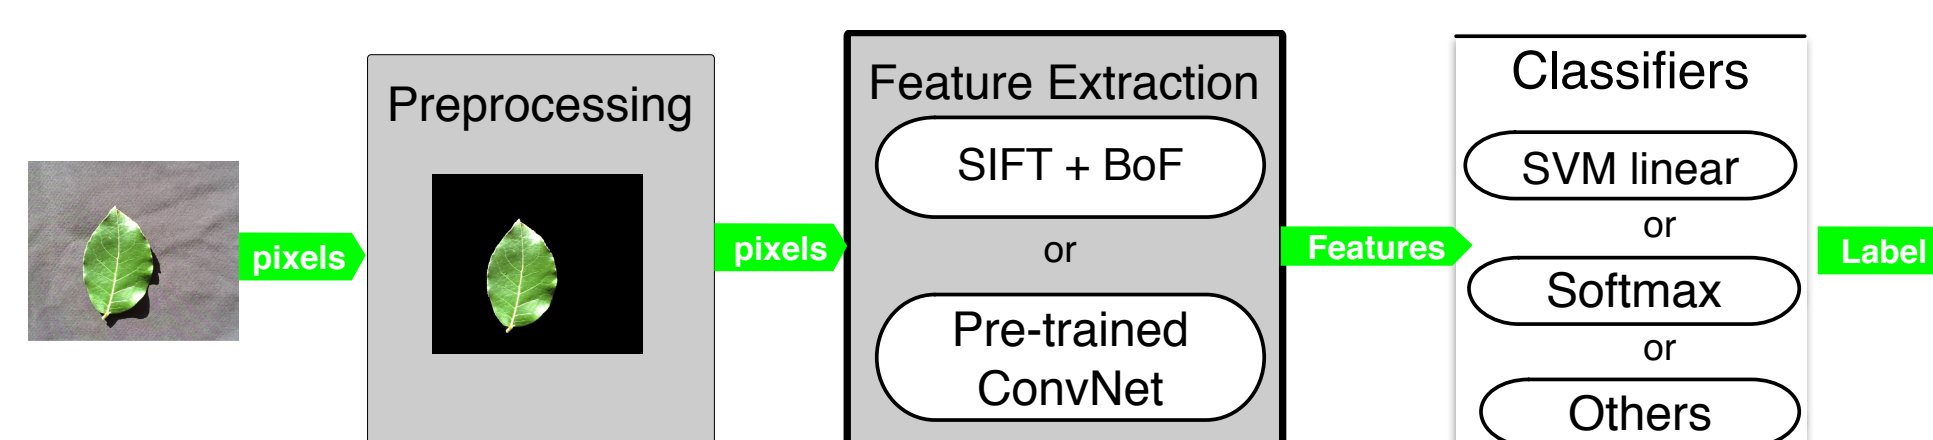 pixels
Preprocessing
pixels
Feature Extraction
SIFT + BoF
or
Pre-trained
ConvNet
Features
Classifiers
SVM linear
or
Softmax
or
Others
Label